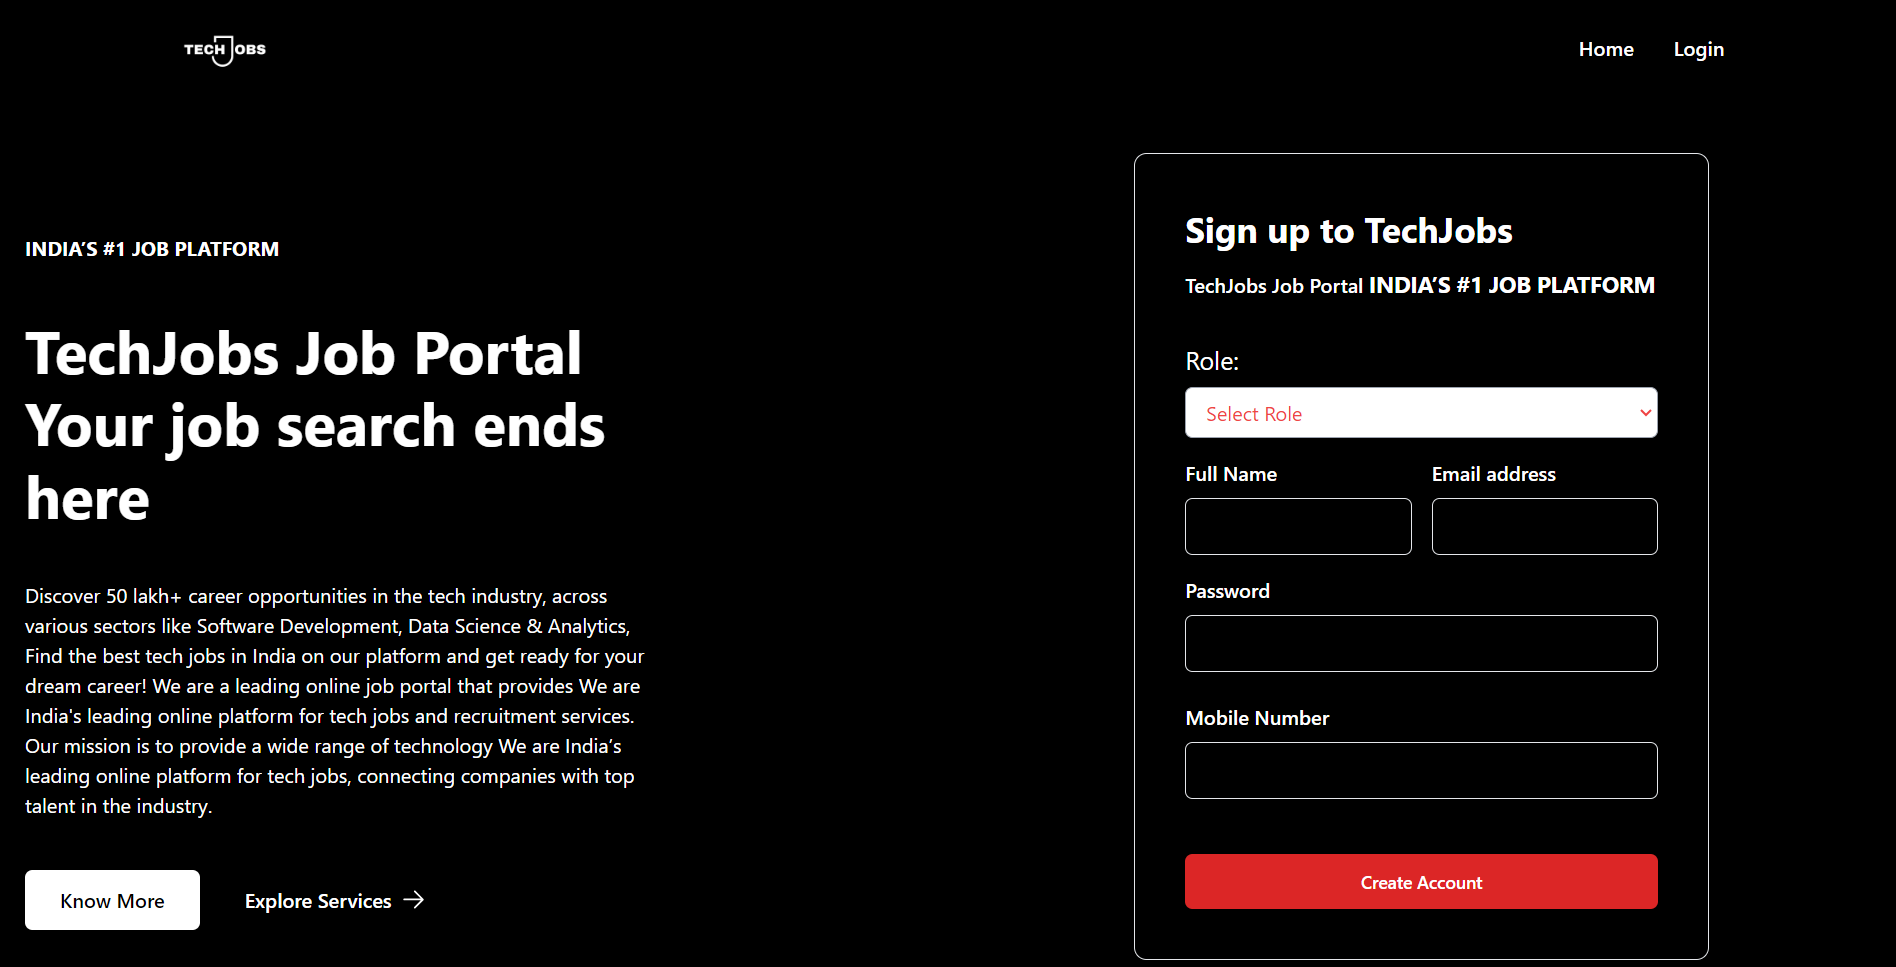 TECH JOBS
Home
Login
INDIA’S #1 JOB PLATFORM
TechJobs Job Portal
Your job search ends
here
Discover 50 lakh+ career opportunities in the tech industry, across
various sectors like Software Development, Data Science & Analytics,
Find the best tech jobs in India on our platform and get ready for your
dream career! We are a leading online job portal that provides We are
India's leading online platform for tech jobs and recruitment services.
Our mission is to provide a wide range of technology We are India’s
leading online platform for tech jobs, connecting companies with top
talent in the industry.
Know More
Explore Services
Sign up to TechJobs
TechJobs Job Portal INDIA’S #1 JOB PLATFORM
Role:
Select Role
Full Name
Email address
Password
Mobile Number
Create Account